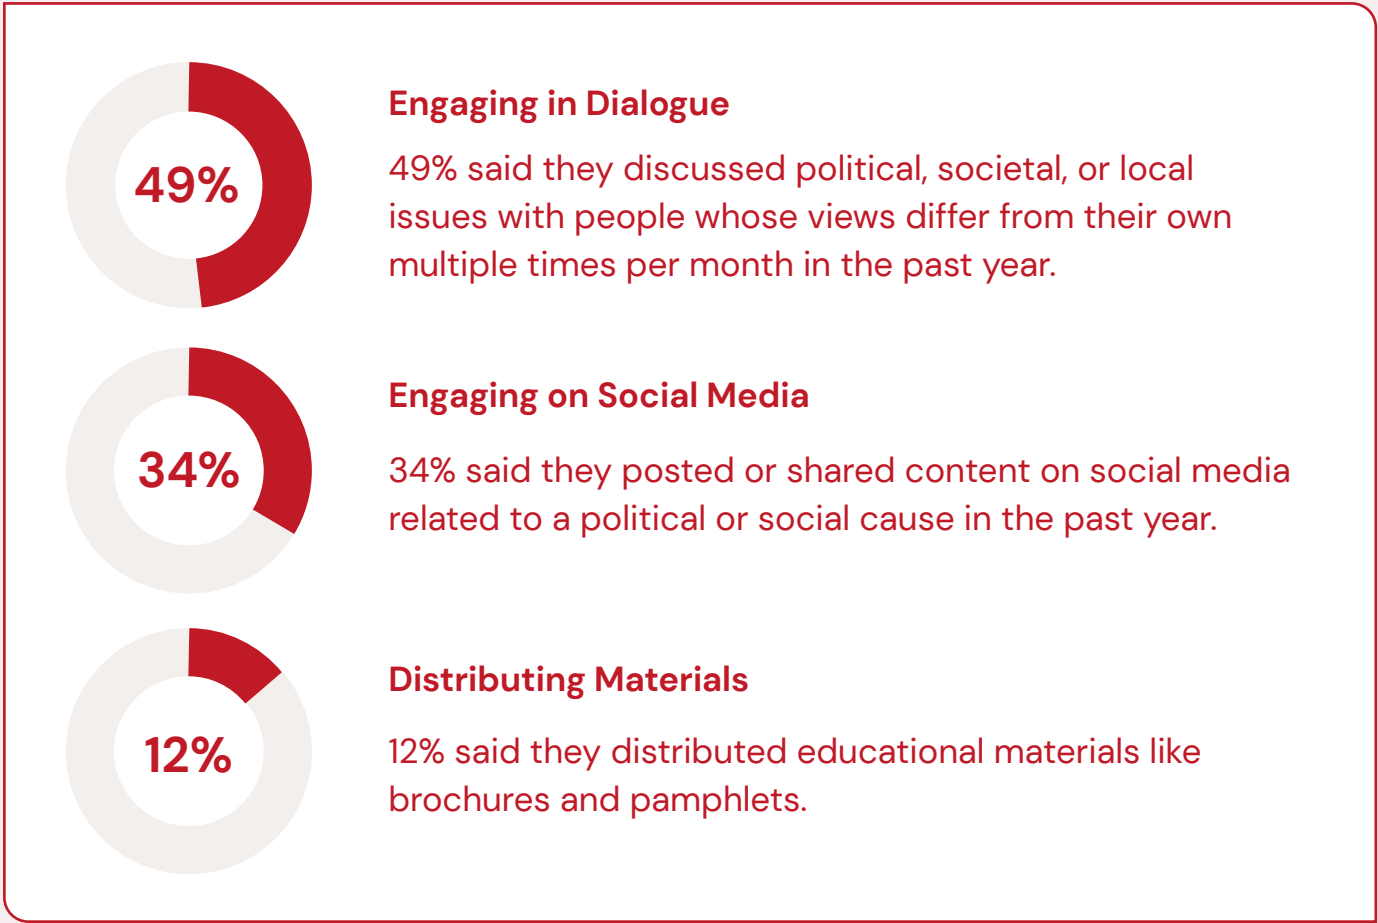 49%
Engaging in Dialogue
49% said they discussed political, societal, or local
issues with people whose views differ from their own
multiple times per month in the past year.
34%
Engaging on Social Media
34% said they posted or shared content on social media
related to a political or social cause in the past year.
12%
Distributing Materials
12% said they distributed educational materials like
brochures and pamphlets.